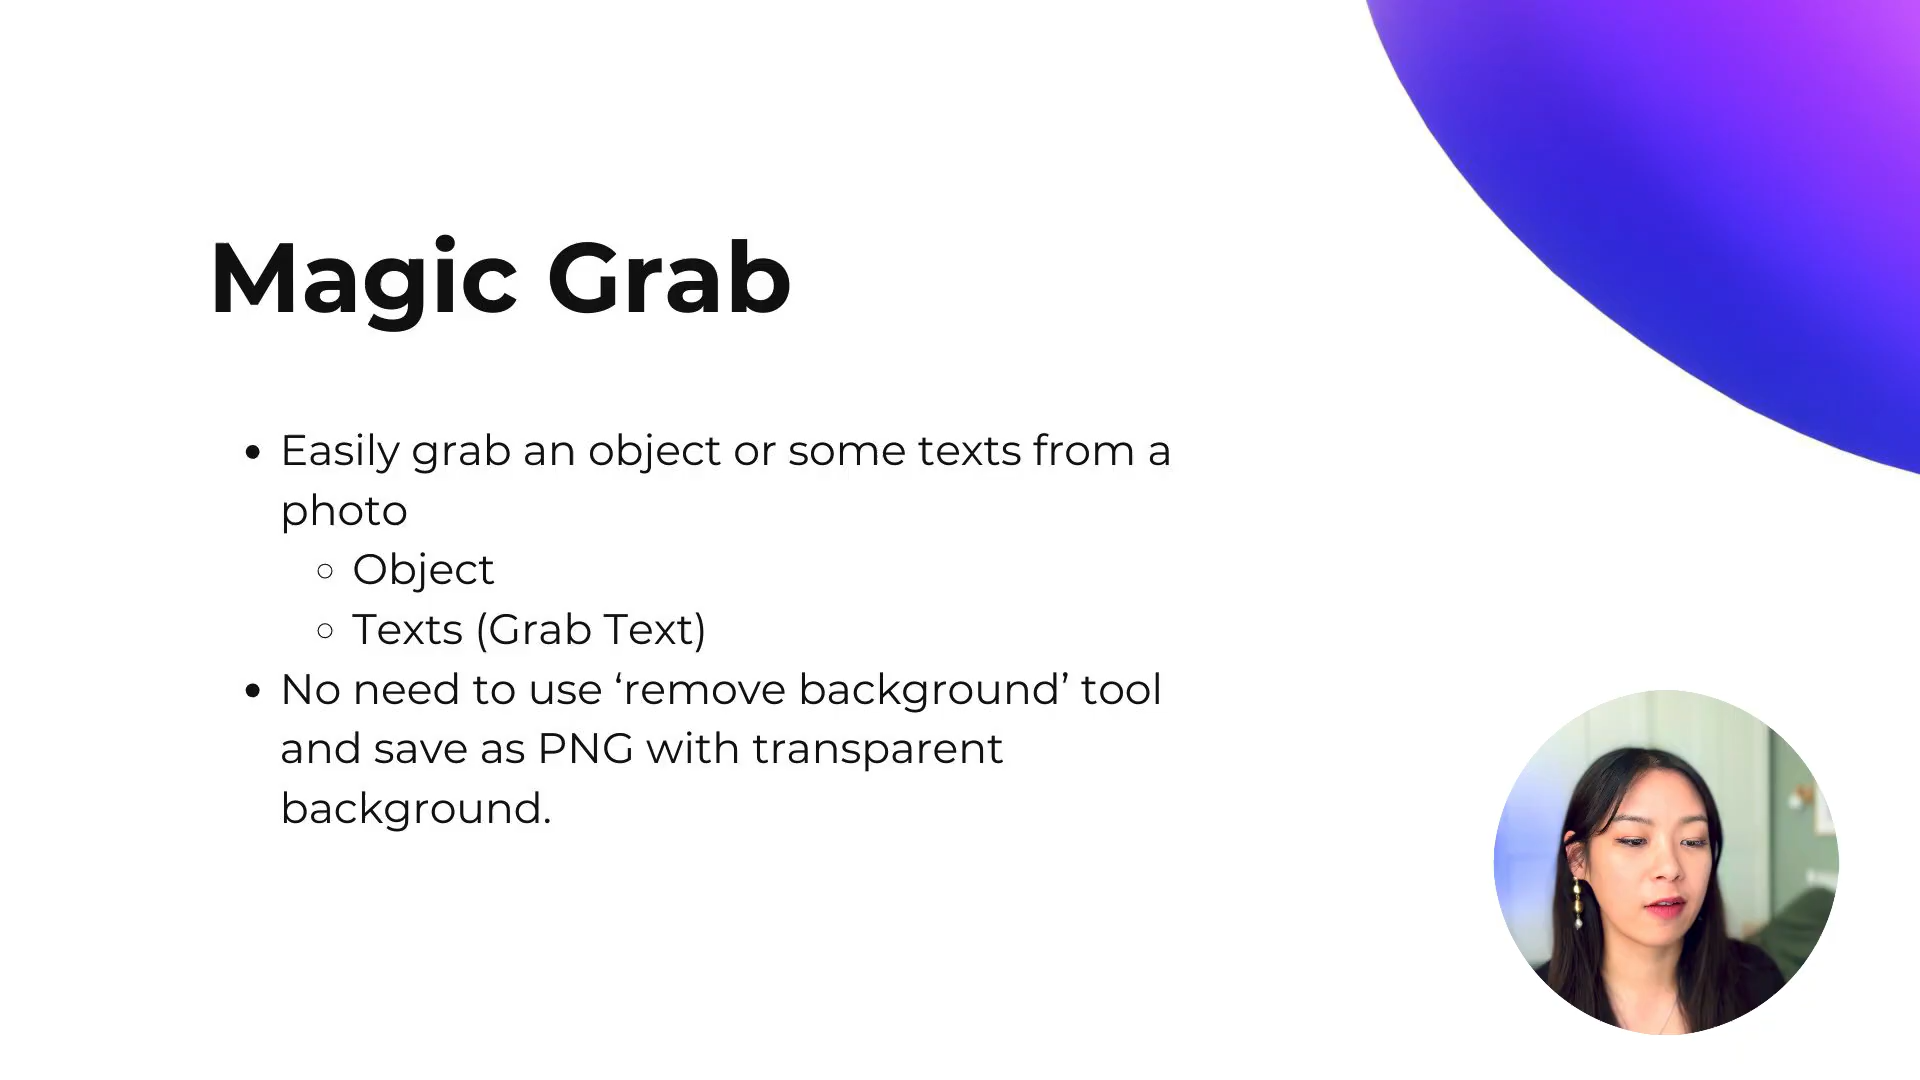 Magic Grab
• Easily grab an object or some texts from a
photo
○ Object
○ Texts (Grab Text)
• No need to use ‘remove background’ tool
and save as PNG with transparent
background.